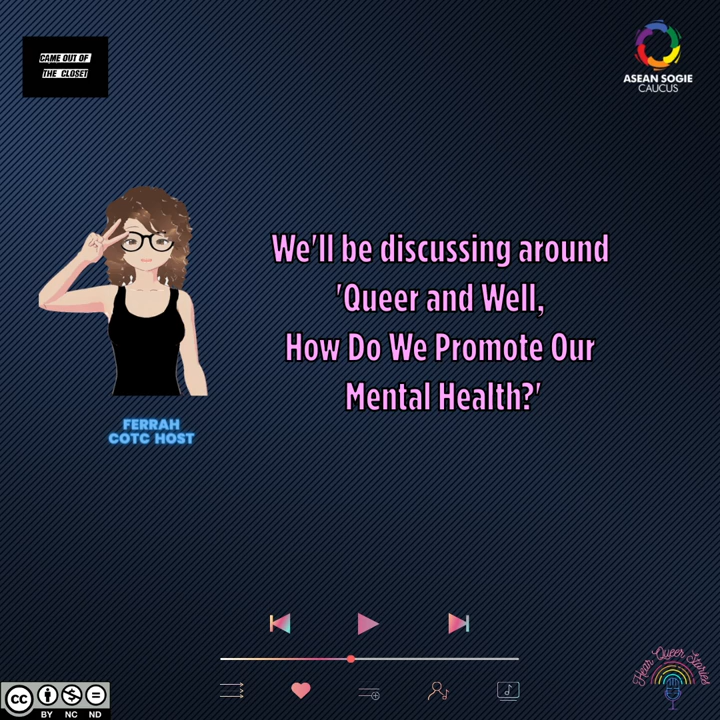 CAME OUT OF
THE CLOSET
ASEAN SOGIE
CAUCUS
We'll be discussing around
'Queer and Well,
How Do We Promote Our
Mental Health?'
FERRAH
COTC HOST
Hear Queer Stories
cc
BY NC ND